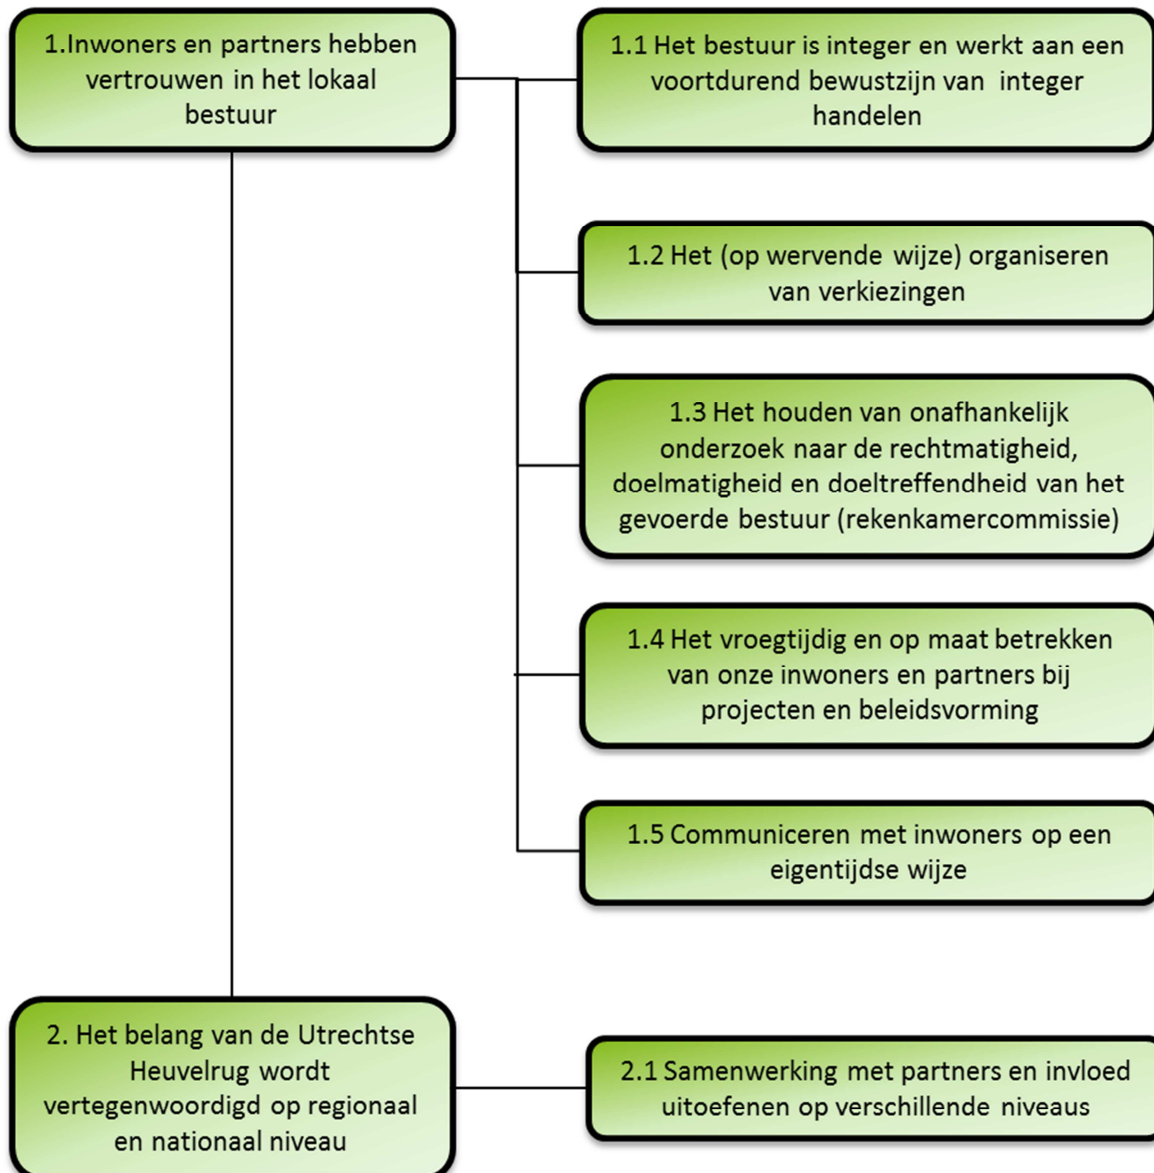 1.Inwoners en partners hebben
vertrouwen in het lokaal
bestuur
1.1 Het bestuur is integer en werkt aan een
voortdurend bewustzijn van integer
handelen
1.2 Het (op wervende wijze) organiseren
van verkiezingen
1.3 Het houden van onafhankelijk
onderzoek naar de rechtmatigheid,
doelmatigheid en doeltreffendheid van het
gevoerde bestuur (rekenkamercommissie)
1.4 Het vroegtijdig en op maat betrekken
van onze inwoners en partners bij
projecten en beleidsvorming
1.5 Communiceren met inwoners op een
eigentijdse wijze
2. Het belang van de Utrechtse
Heuvelrug wordt
vertegenwoordigd op regionaal
en nationaal niveau
2.1 Samenwerking met partners en invloed
uitoefenen op verschillende niveaus